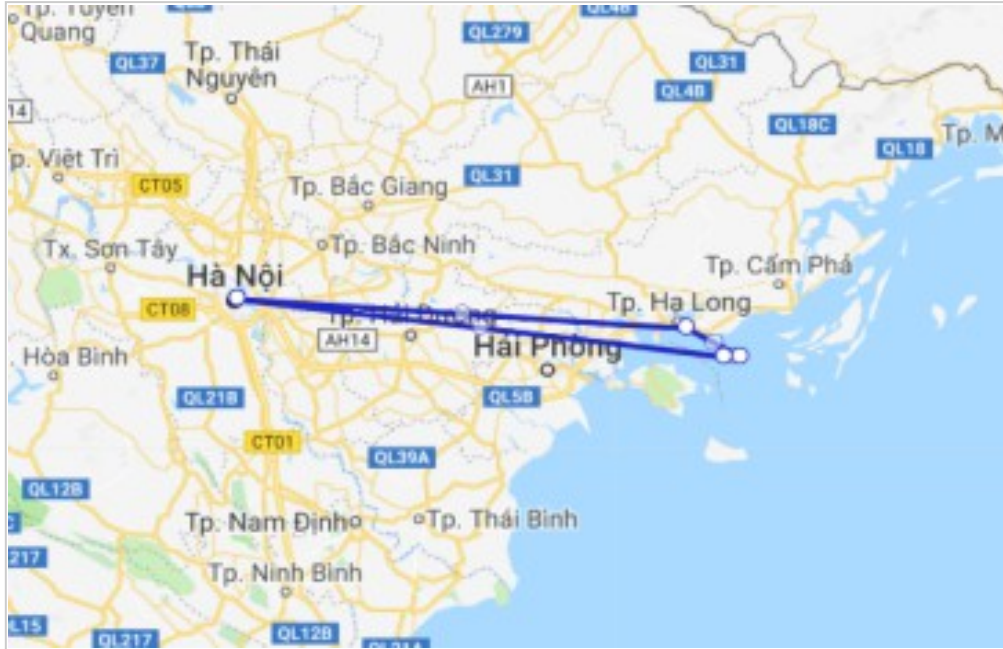 Tp. Tuyên
Quang
QL4B
QL279
QL37
Tp. Thái
Nguyên
AH1
QL31
QL4B
QL18C
14
Tp. M
QL18
p. Việt Trì
CT05
Tp. Bắc Giang
QL31
Tx. Sơn Tây
Tp. Bắc Ninh
Tp. Cẩm Phả
Hà Nội
CT08
Tp. Hạ Long
AH14
Hải Phòng
Hòa Bình
QL21B
QL5B
CT01
QL39A
QL12B
Tp. Nam Định
Tp. Thái Bình
217
Tp. Ninh Bình
QL15
QL217
QL12B
QL21A